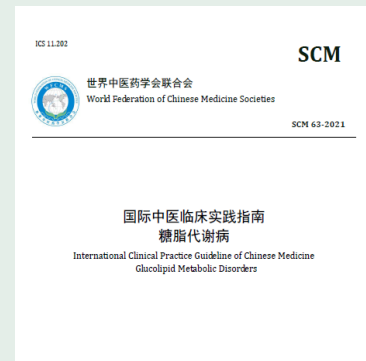 ICS 11.202
SCM
世界中医药学会联合会
World Federation of Chinese Medicine Societies
SCM 63-2021
国际中医临床实践指南
糖脂代谢病
International Clinical Practice Guideline of Chinese Medicine
Glucolipid Metabolic Disorders